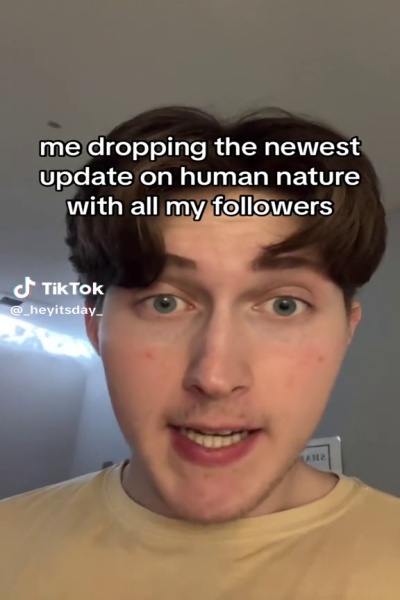 me dropping the newest
update on human nature
with all my followers
TikTok
@_heyitsday_